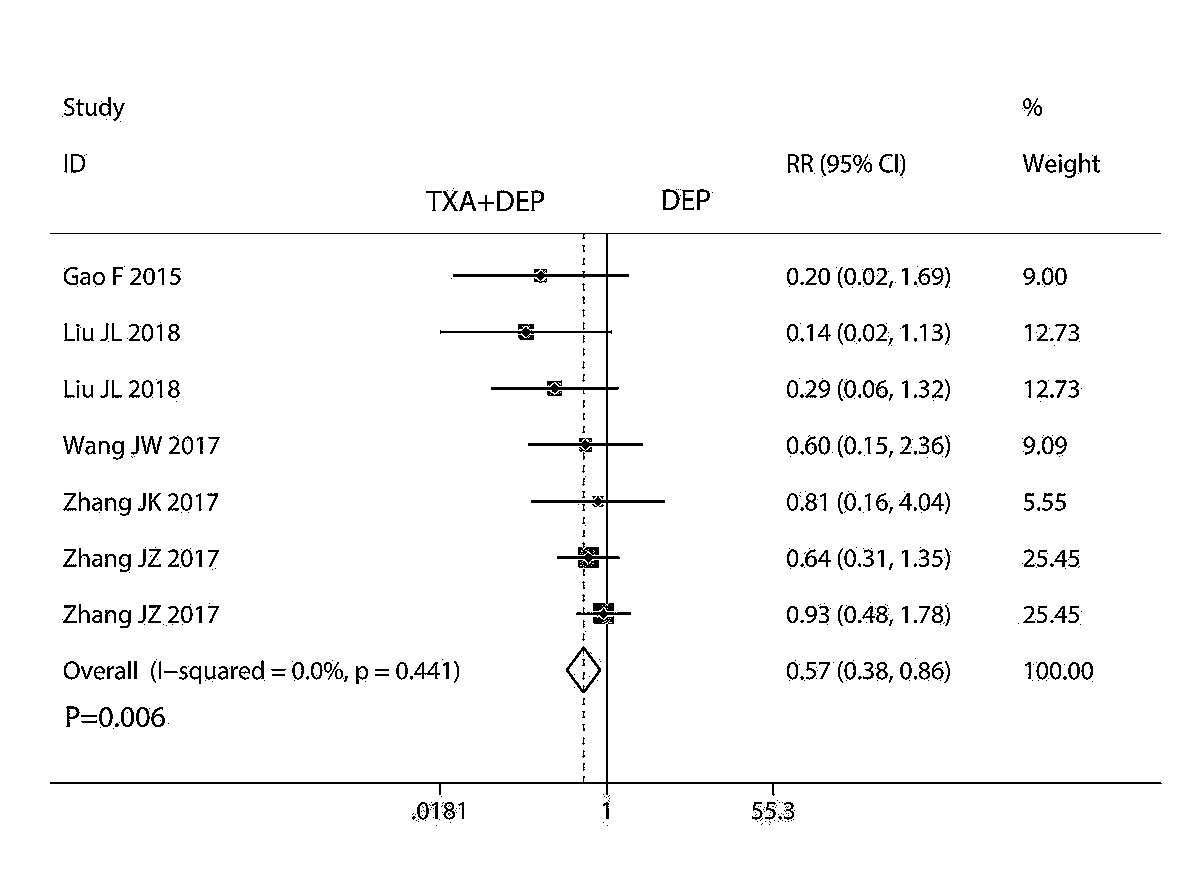 Study %
ID RR (95% CI) Weight
TXA+DEP DEP
Gao F 2015 0.20 (0.02, 1.69) 9.00
Liu JL 2018 0.14 (0.02, 1.13) 12.73
Liu JL 2018 0.29 (0.06, 1.32) 12.73
Wang JW 2017 0.60 (0.15, 2.36) 9.09
Zhang JK 2017 0.81 (0.16, 4.04) 5.55
Zhang JZ 2017 0.64 (0.31, 1.35) 25.45
Zhang JZ 2017 0.93 (0.48, 1.78) 25.45
Overall (I−squared = 0.0%, p = 0.441) 0.57 (0.38, 0.86) 100.00
P=0.006
.0181 1 55.3